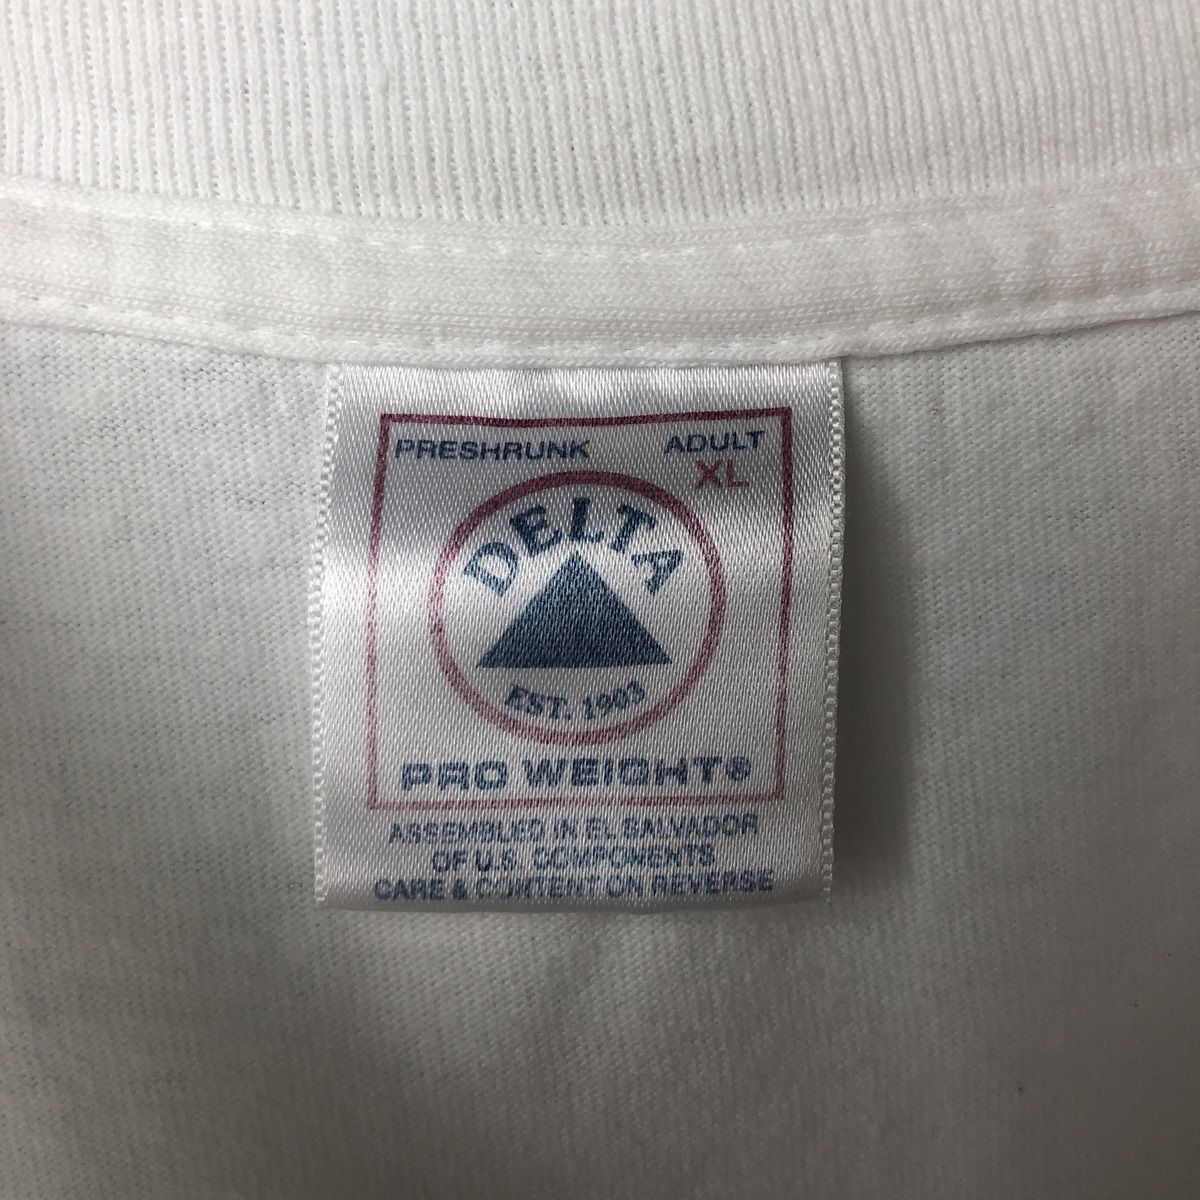 PRESHRUNK ADULT
XL
DELTA
EST. 1903
PRO WEIGHT®
ASSEMBLED IN EL SALVADOR
OF U.S. COMPONENTS
CARE & CONTENT ON REVERSE